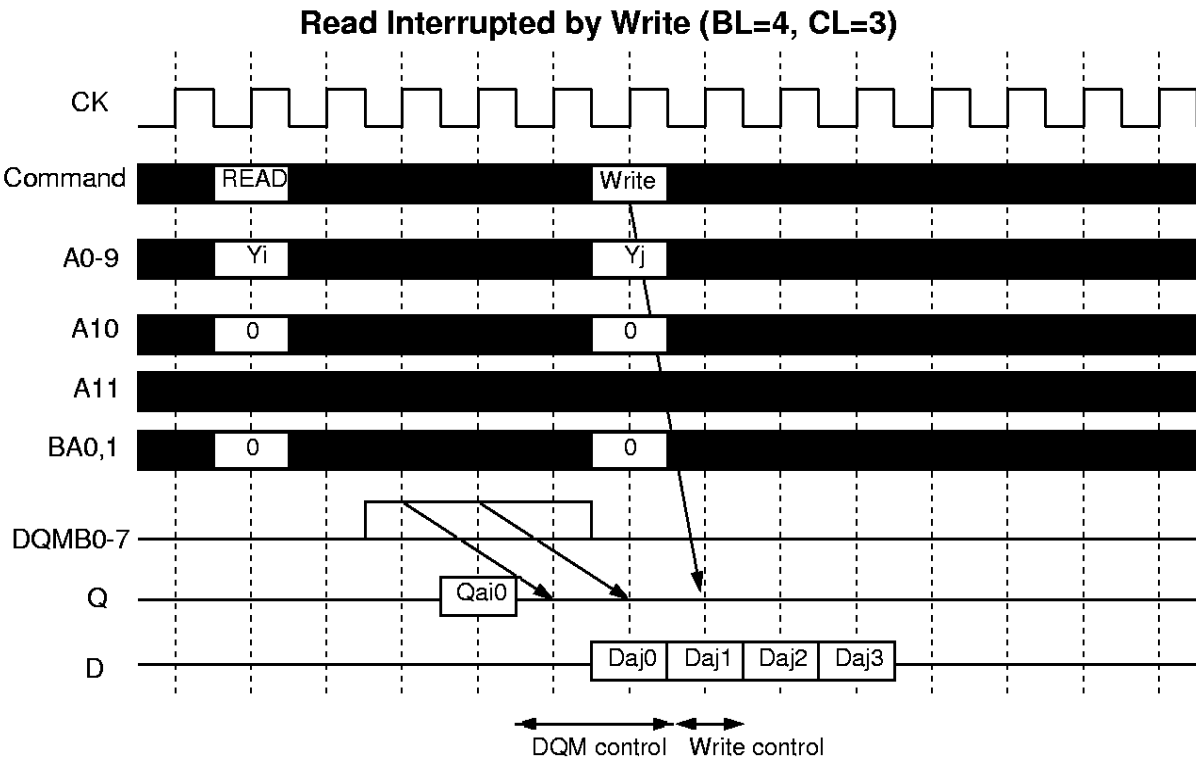 Read Interrupted by Write (BL=4, CL=3)
CK
Command READ Write
A0-9 Yi Yj
A10 0 0
A11
BA0,1 0 0
DQMB0-7
Q Qai0
D Daj0 Daj1 Daj2 Daj3
DQM control Write control